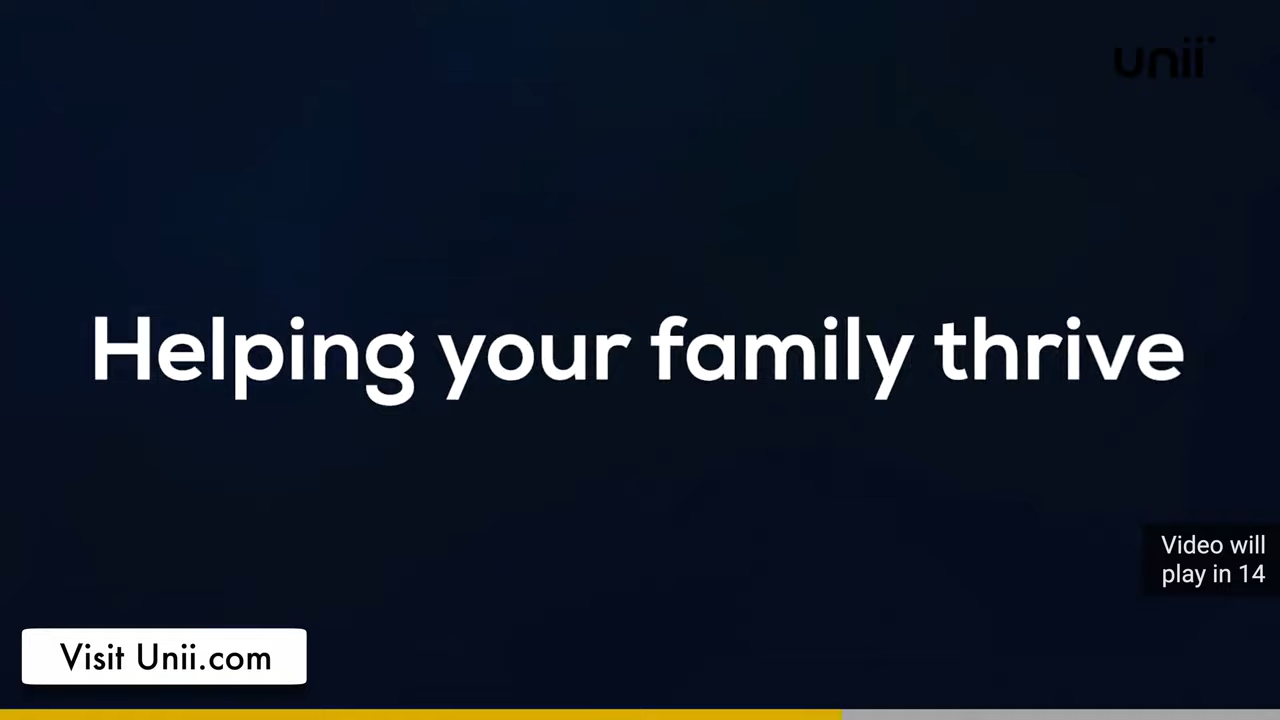 unii
Helping your family thrive
Video will
play in 14
Visit Unii.com